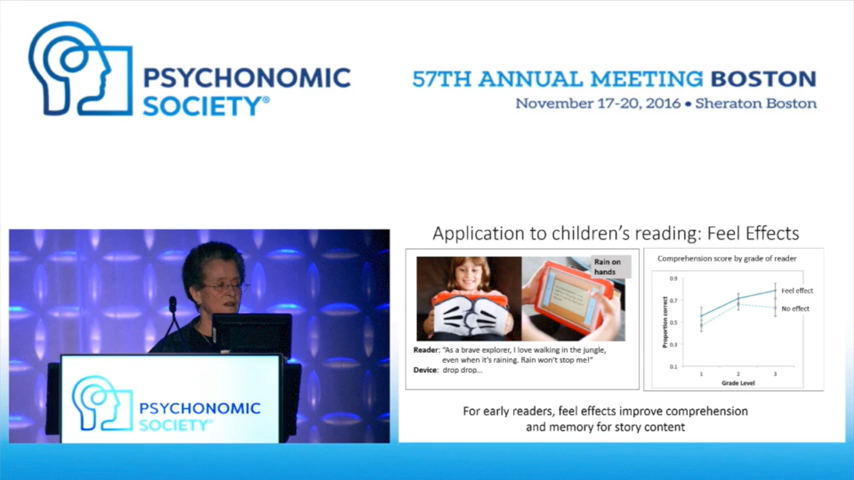 PSYCHONOMIC
SOCIETY®
57TH ANNUAL MEETING BOSTON
November 17-20, 2016 • Sheraton Boston
Application to children's reading: Feel Effects
Rain on
hands
Reader: "As a brave explorer, I love walking in the jungle,
even when it's raining. Rain won't stop me!"
Device: drop drop...
Comprehension score by grade of reader
Proportion correct
0.9
0.7
0.5
0.3
0.1
Feel effect
No effect
1 2 3
Grade Level
For early readers, feel effects improve comprehension
and memory for story content
PSYCHONOMIC
SOCIETY®